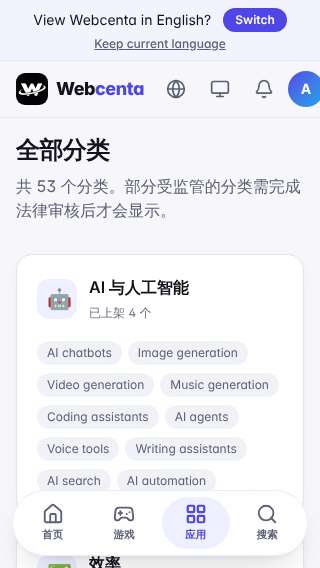 View Webcenta in English?
Switch
Keep current language
Webcenta
A
全部分类
共 53 个分类。部分受监管的分类需完成
法律审核后才会显示。
AI 与人工智能
已上架 4 个
AI chatbots
Image generation
Video generation
Music generation
Coding assistants
AI agents
Voice tools
Writing assistants
AI search
AI automation
首页
游戏
应用
搜索
效率